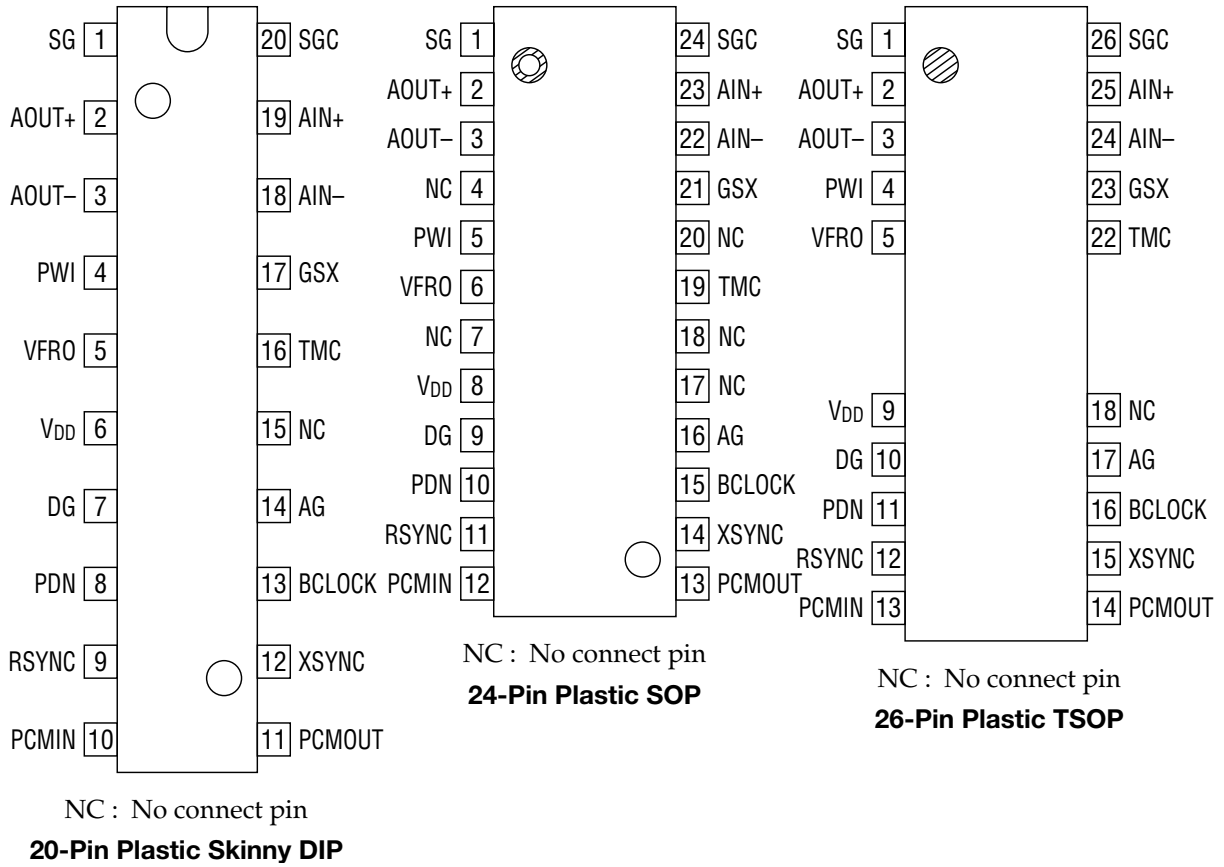 SG 1
AOUT+ 2
AOUT– 3
PWI 4
VFRO 5
VDD 6
DG 7
PDN 8
RSYNC 9
PCMIN 10
20 SGC
19 AIN+
18 AIN–
17 GSX
16 TMC
15 NC
14 AG
13 BCLOCK
12 XSYNC
11 PCMOUT
NC : No connect pin
20-Pin Plastic Skinny DIP
SG 1
AOUT+ 2
AOUT– 3
NC 4
PWI 5
VFRO 6
NC 7
VDD 8
DG 9
PDN 10
RSYNC 11
PCMIN 12
24 SGC
23 AIN+
22 AIN–
21 GSX
20 NC
19 TMC
18 NC
17 NC
16 AG
15 BCLOCK
14 XSYNC
13 PCMOUT
NC : No connect pin
24-Pin Plastic SOP
SG 1
AOUT+ 2
AOUT– 3
PWI 4
VFRO 5
VDD 9
DG 10
PDN 11
RSYNC 12
PCMIN 13
26 SGC
25 AIN+
24 AIN–
23 GSX
22 TMC
18 NC
17 AG
16 BCLOCK
15 XSYNC
14 PCMOUT
NC : No connect pin
26-Pin Plastic TSOP